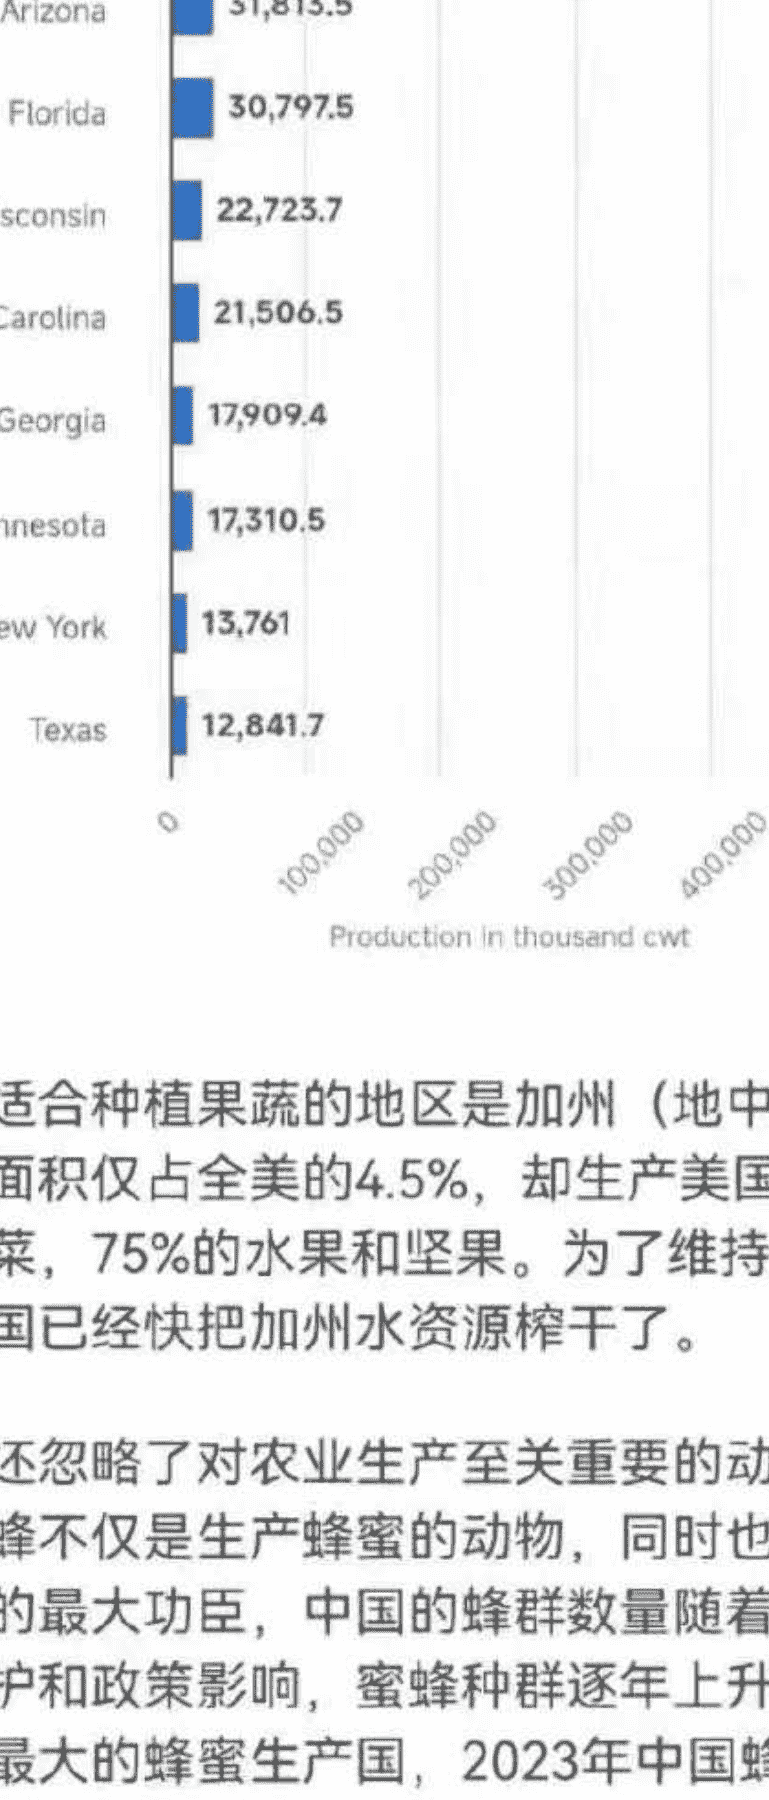 Arizona 31,813.5
Florida 30,797.5
sconsin 22,723.7
Carolina 21,506.5
Georgia 17,909.4
nnesota 17,310.5
ew York 13,761
Texas 12,841.7
0 100,000 200,000 300,000 400,000
Production in thousand cwt
适合种植果蔬的地区是加州（地中
面积仅占全美的4.5%，却生产美国
菜，75%的水果和坚果。为了维持
国已经快把加州水资源榨干了。
还忽略了对农业生产至关重要的动
蜂不仅是生产蜂蜜的动物，同时也
的最大功臣，中国的蜂群数量随着
护和政策影响，蜜蜂种群逐年上升
最大的蜂蜜生产国，2023年中国蜂